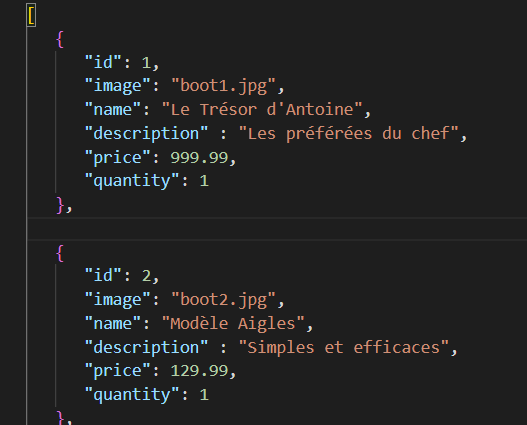 [
{
"id": 1,
"image": "boot1.jpg",
"name": "Le Trésor d'Antoine",
"description" : "Les préférées du chef",
"price": 999.99,
"quantity": 1
},
{
"id": 2,
"image": "boot2.jpg",
"name": "Modèle Aigles",
"description" : "Simples et efficaces",
"price": 129.99,
"quantity": 1
},